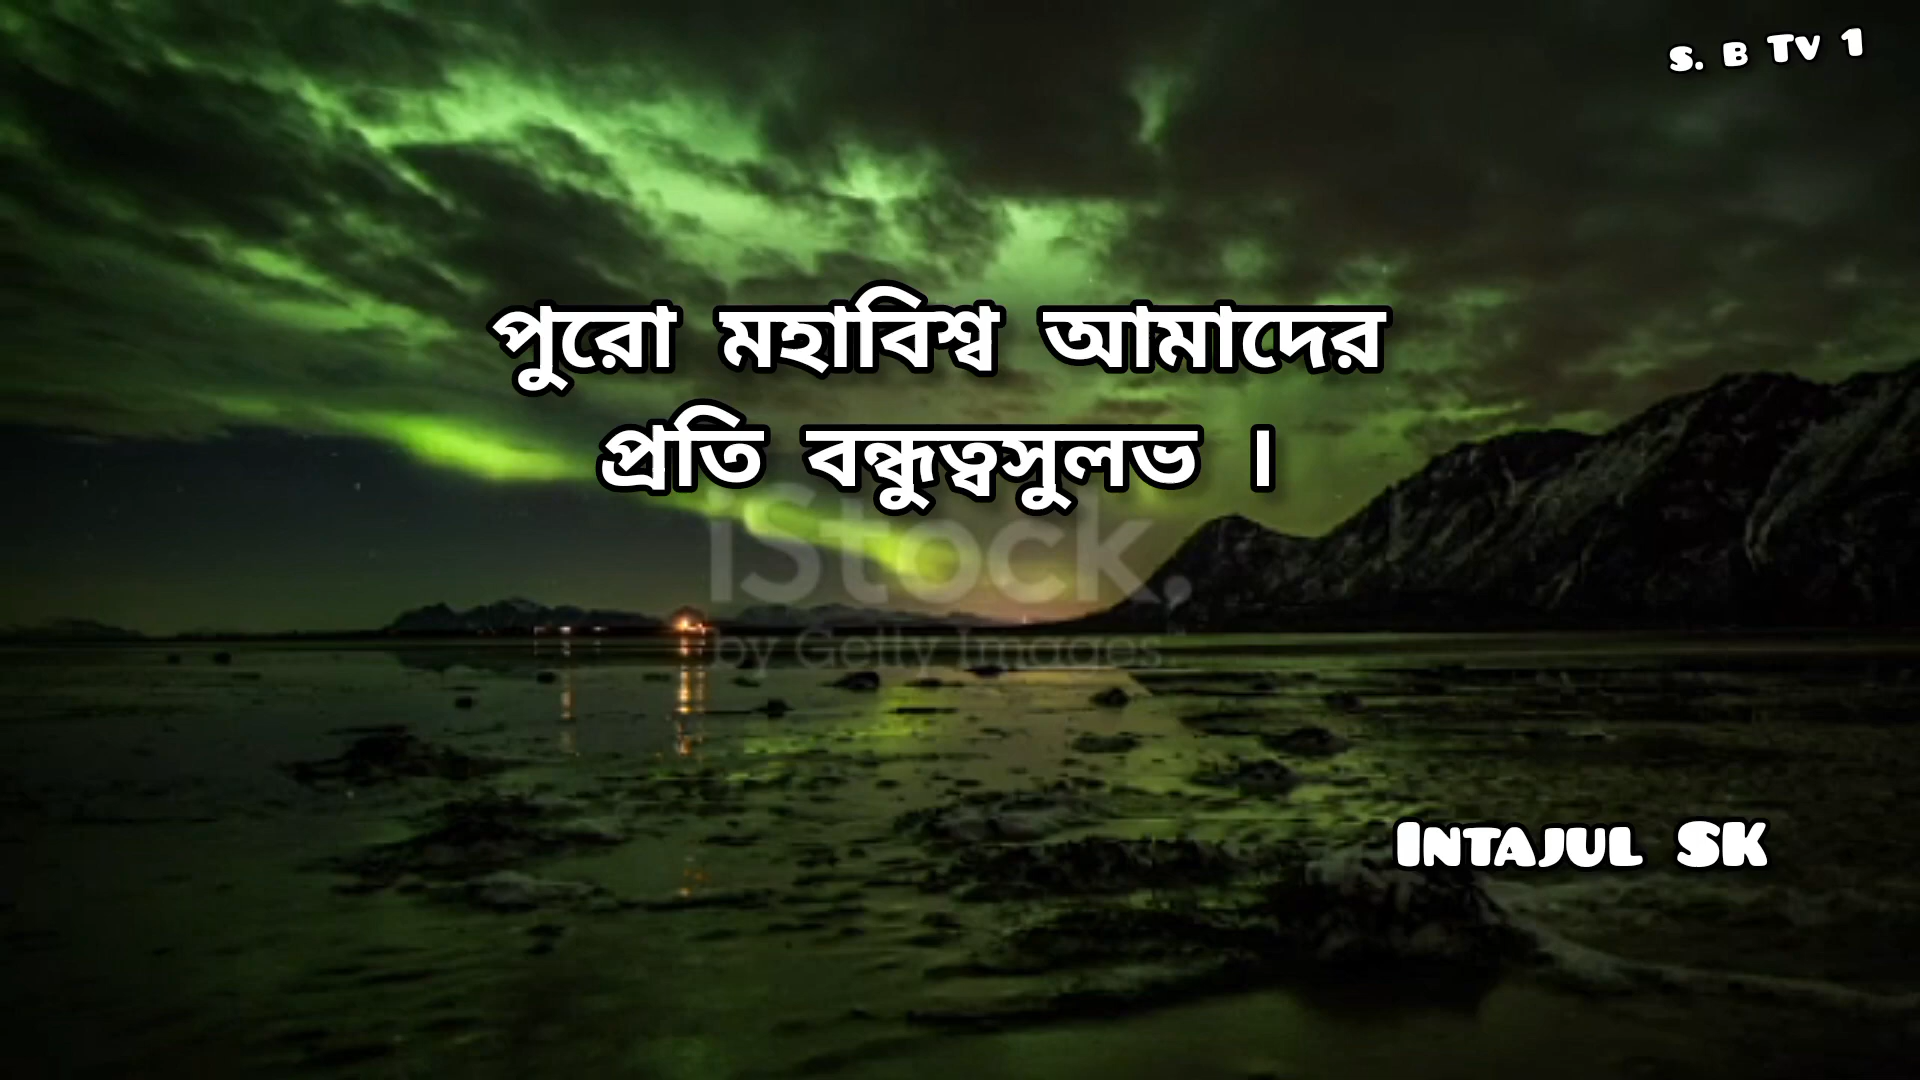 S. B TV 1
পুরো মহাবিশ্ব আমাদের
প্রতি বন্ধুত্বসুলভ ।
iStock.
by Getty Images
INTAJUL SK